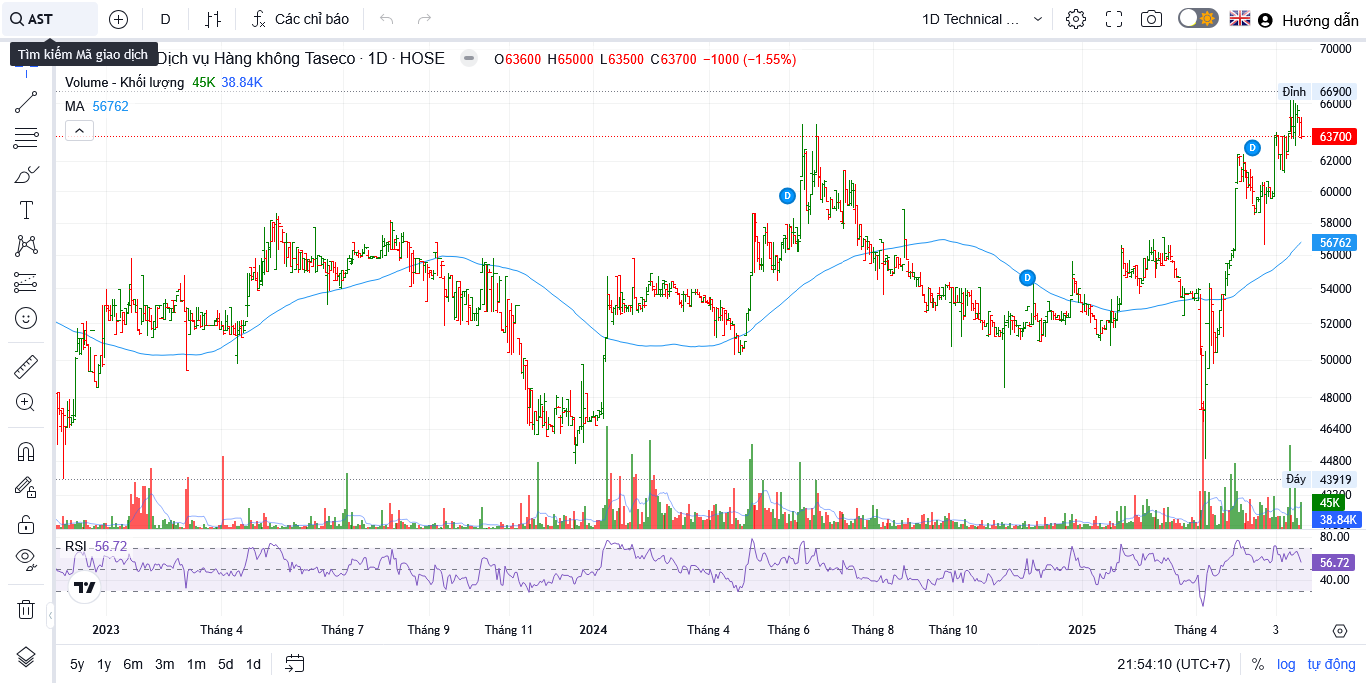 AST
D
Các chỉ báo
1D Technical ...
Hướng dẫn
Tìm kiếm Mã giao dịch
Dịch vụ Hàng không Taseco · 1D · HOSE
O63600 H65000 L63500 C63700 −1000 (−1.55%)
Volume - Khối lượng 45K 38.84K
MA 56762
70000
Đỉnh 66900
66000
63700
62000
60000
58000
56762
56000
54000
52000
50000
48000
46400
44800
Đáy 43919
45K
38.84K
D
D
D
RSI 56.72
80.00
56.72
40.00
2023 Tháng 4 Tháng 7 Tháng 9 Tháng 11 2024 Tháng 4 Tháng 6 Tháng 8 Tháng 10 2025 Tháng 4 3
5y 1y 6m 3m 1m 5d 1d
21:54:10 (UTC+7) % log tự động